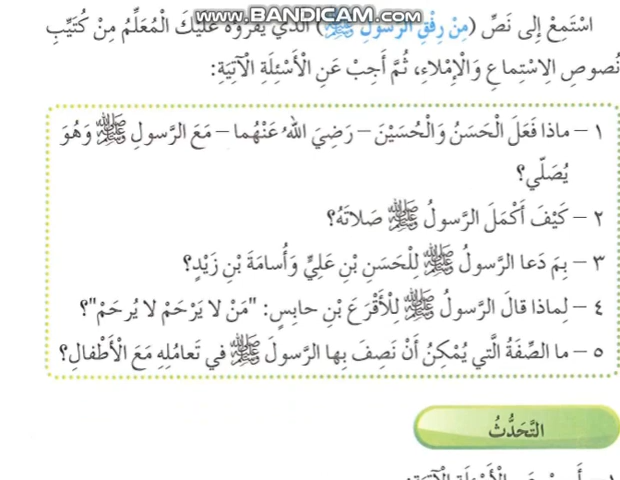 www.BANDICAM.com
اسْتَمِعْ إِلَى نَصِّ (مِنْ رِفْقِ الرَّسولِ ﷺ) الَّذي يَقْرَؤُهُ عَلَيْكَ الْمُعَلِّمُ مِنْ كُتَيِّبِ
نُصوصِ الِاسْتِماعِ وَالْإِمْلاءِ، ثُمَّ أَجِبْ عَنِ الْأَسْئِلَةِ الْآتِيَةِ:
١ – ماذا فَعَلَ الْحَسَنُ وَالْحُسَيْنَ – رَضِيَ اللهُ عَنْهُما – مَعَ الرَّسولِ ﷺ وَهُوَ
يُصَلّي؟
٢ – كَيْفَ أَكْمَلَ الرَّسولُ ﷺ صَلاتَهُ؟
٣ – بِمَ دَعا الرَّسولُ ﷺ لِلْحَسَنِ بْنِ عَلِيٍّ وَأُسامَةَ بْنِ زَيْدٍ؟
٤ – لِماذا قالَ الرَّسولُ ﷺ لِلْأَقْرَعَ بْنِ حابِسٍ: "مَنْ لا يَرْحَمْ لا يُرحَمْ"؟
٥ – ما الصِّفَةُ الَّتي يُمْكِنُ أَنْ نَصِفَ بِها الرَّسولَ ﷺ في تَعامُلِهِ مَعَ الْأَطْفالِ؟
التَّحَدُّثُ